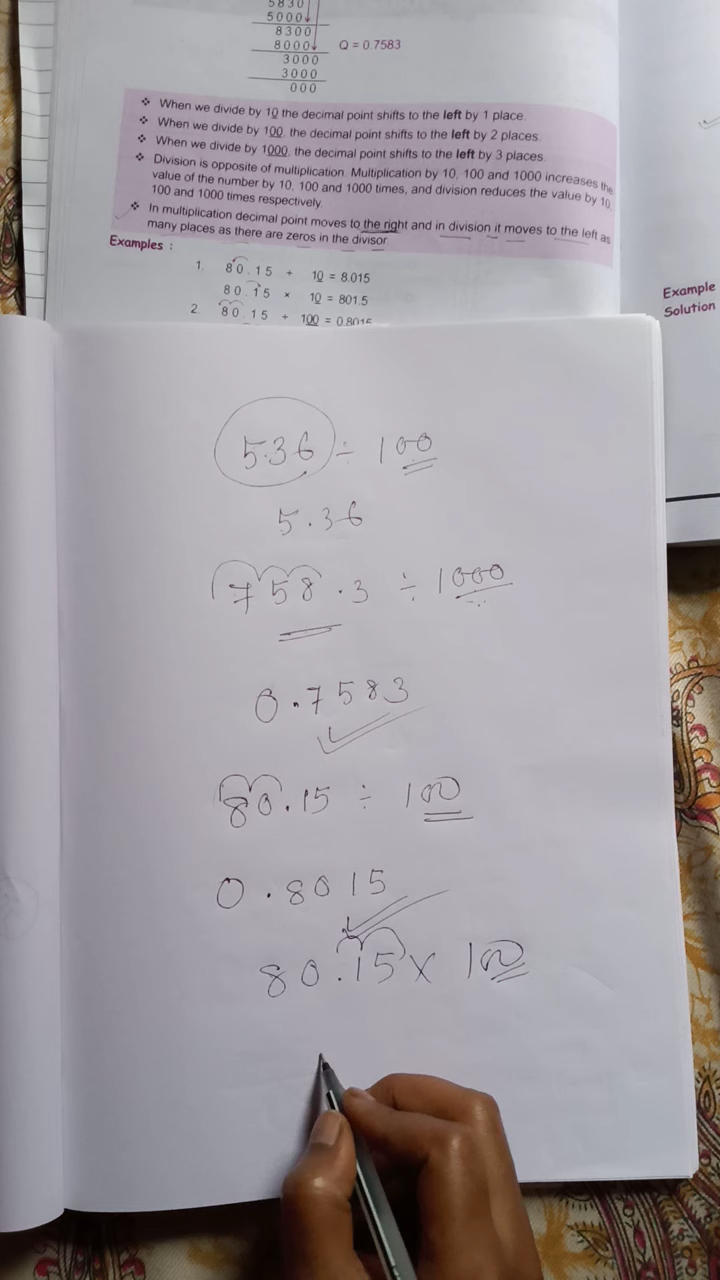 5830
5000↓
8300
8000↓ Q = 0.7583
3000
3000
000
❖ When we divide by 10 the decimal point shifts to the left by 1 place.
❖ When we divide by 100, the decimal point shifts to the left by 2 places.
❖ When we divide by 1000, the decimal point shifts to the left by 3 places.
❖ Division is opposite of multiplication. Multiplication by 10, 100 and 1000 increases the
value of the number by 10, 100 and 1000 times, and division reduces the value by 10,
100 and 1000 times respectively.
❖ In multiplication decimal point moves to the right and in division it moves to the left as
many places as there are zeros in the divisor.
Examples :
1. 80.15 ÷ 10 = 8.015
80.15 × 10 = 801.5
2. 80.15 ÷ 100 = 0.8015
Example
Solution
536 ÷ 100
5.36
758.3 ÷ 1000
0.7583
80.15 ÷ 100
0.8015
80.15 × 100